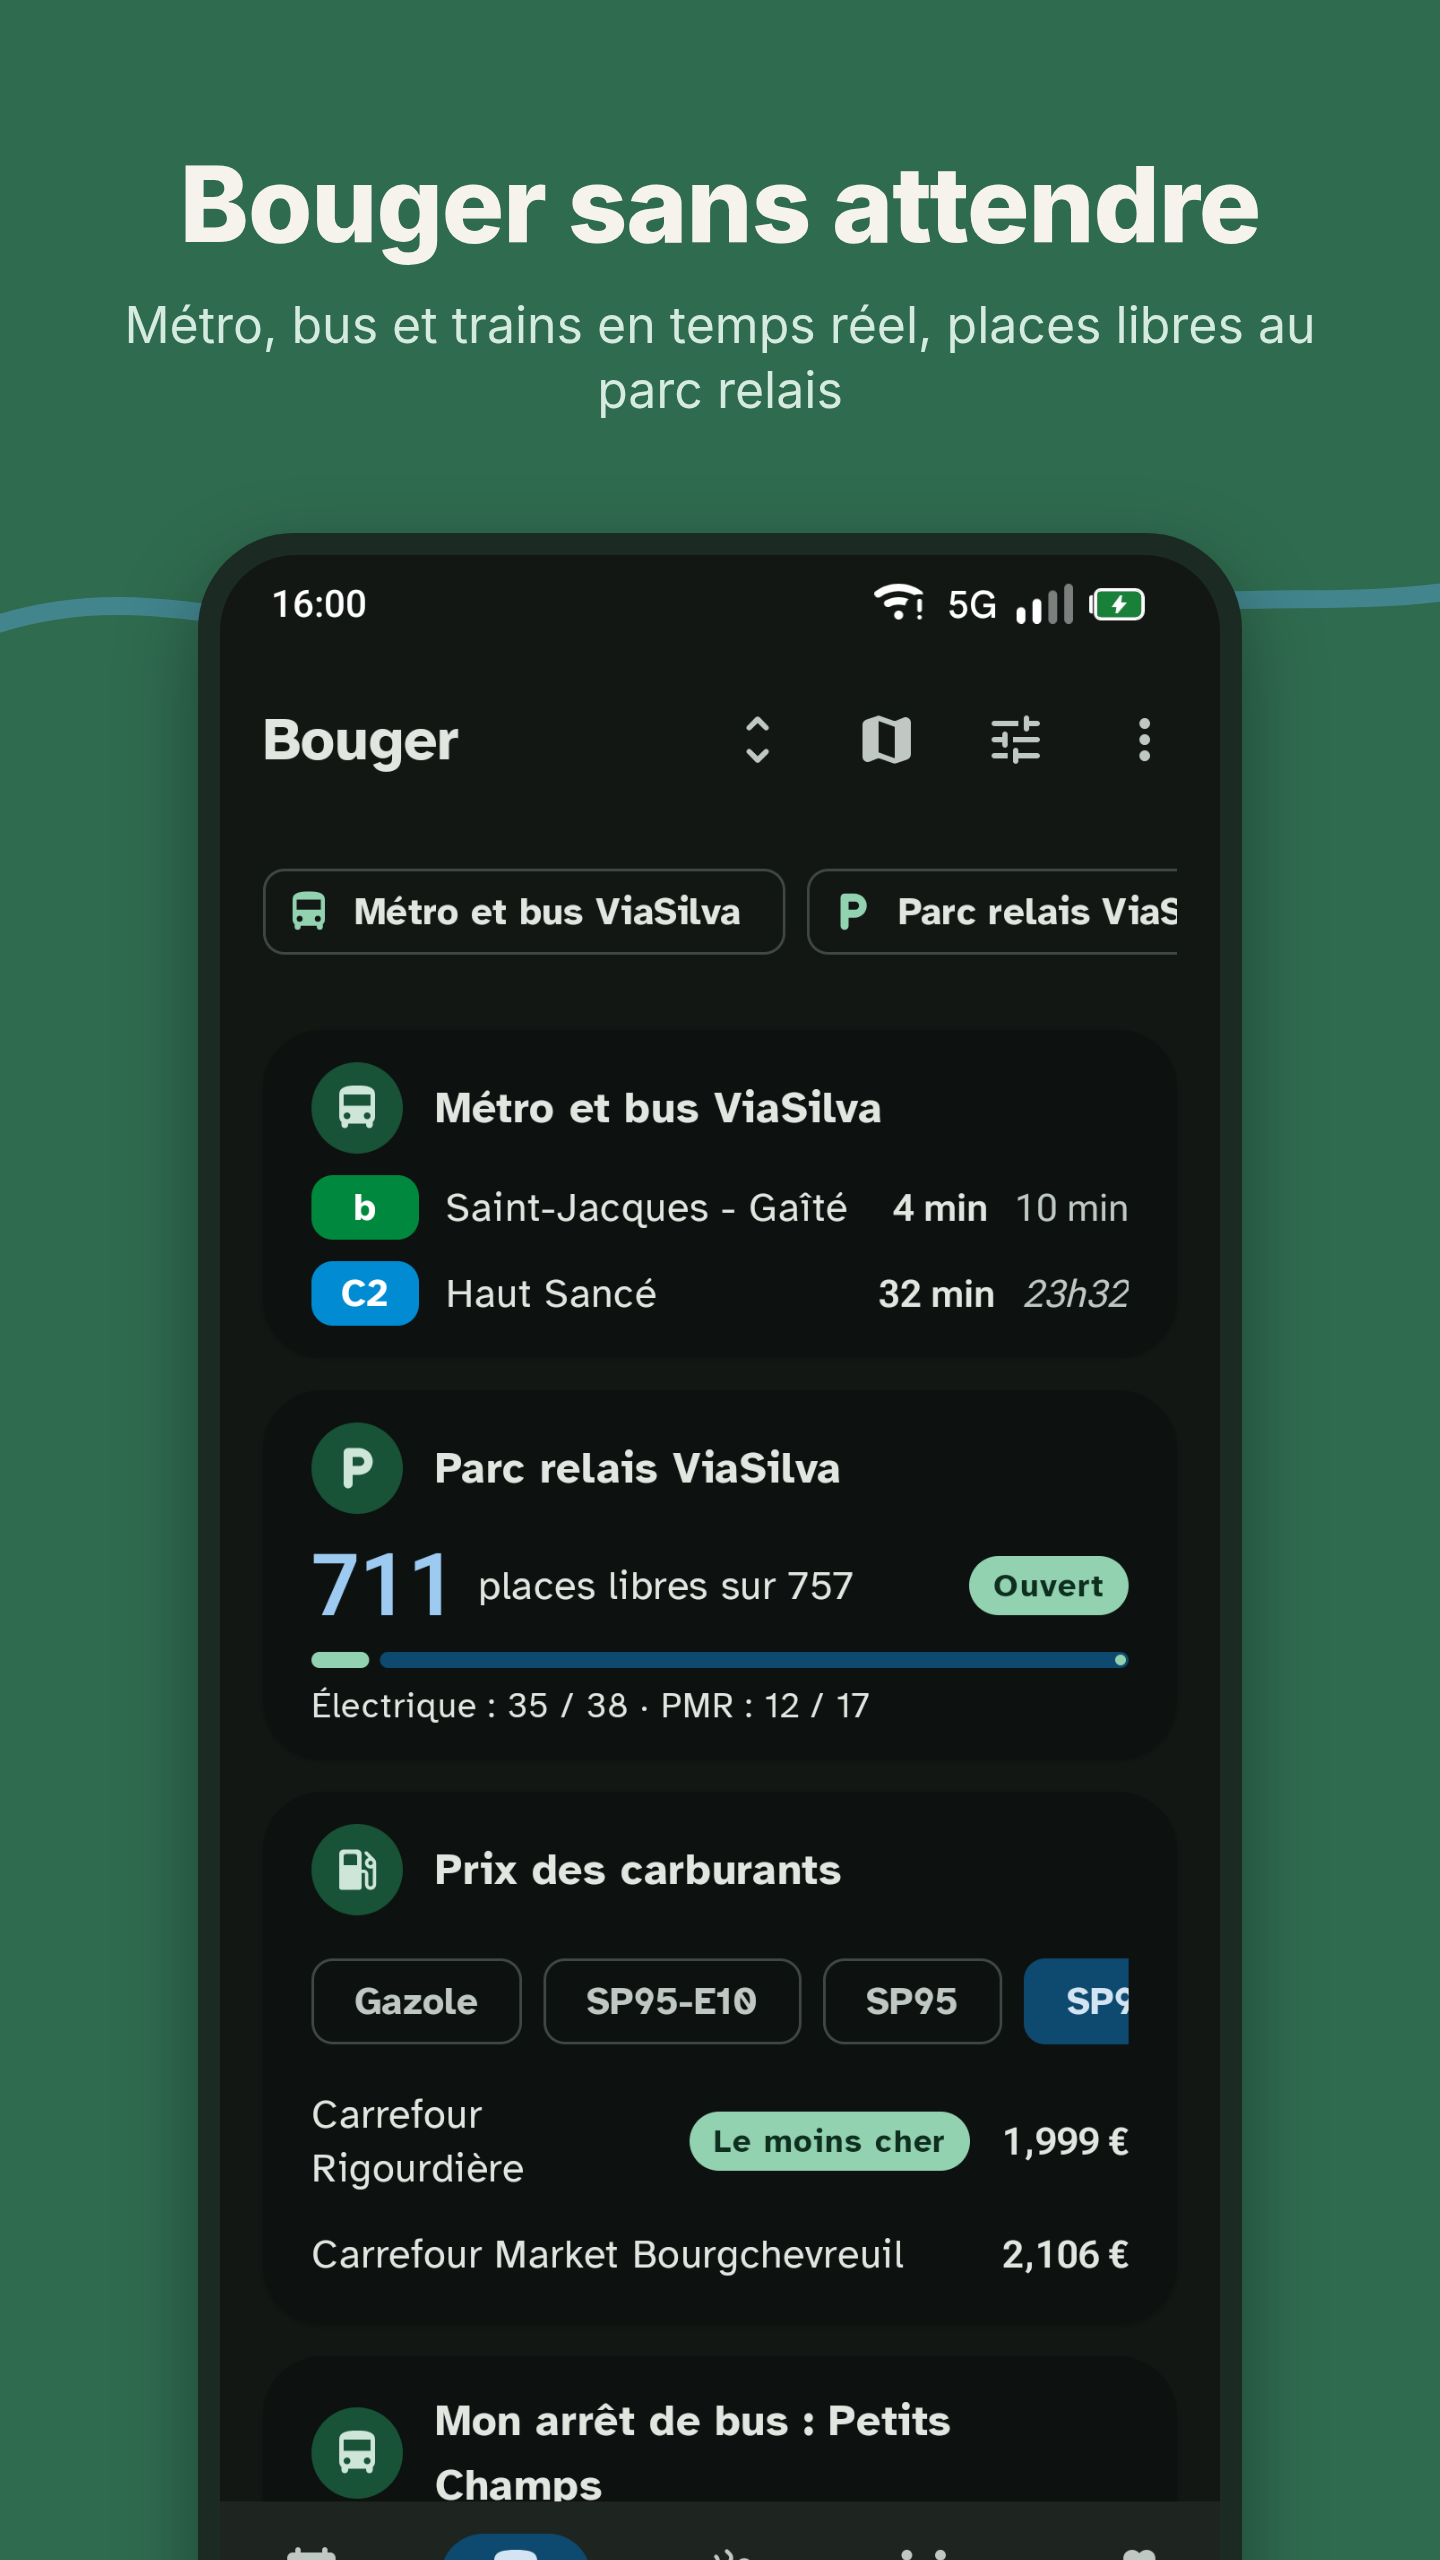 Bouger sans attendre
Métro, bus et trains en temps réel, places libres au
parc relais
16:00
5G
Bouger
Métro et bus ViaSilva
P Parc relais ViaS
Métro et bus ViaSilva
b Saint-Jacques - Gaîté 4 min 10 min
C2 Haut Sancé 32 min 23h32
P Parc relais ViaSilva
711 places libres sur 757 Ouvert
Électrique : 35 / 38 · PMR : 12 / 17
Prix des carburants
Gazole SP95-E10 SP95 SP9
Carrefour
Rigourdière
Le moins cher 1,999 €
Carrefour Market Bourgchevreuil 2,106 €
Mon arrêt de bus : Petits
Champs